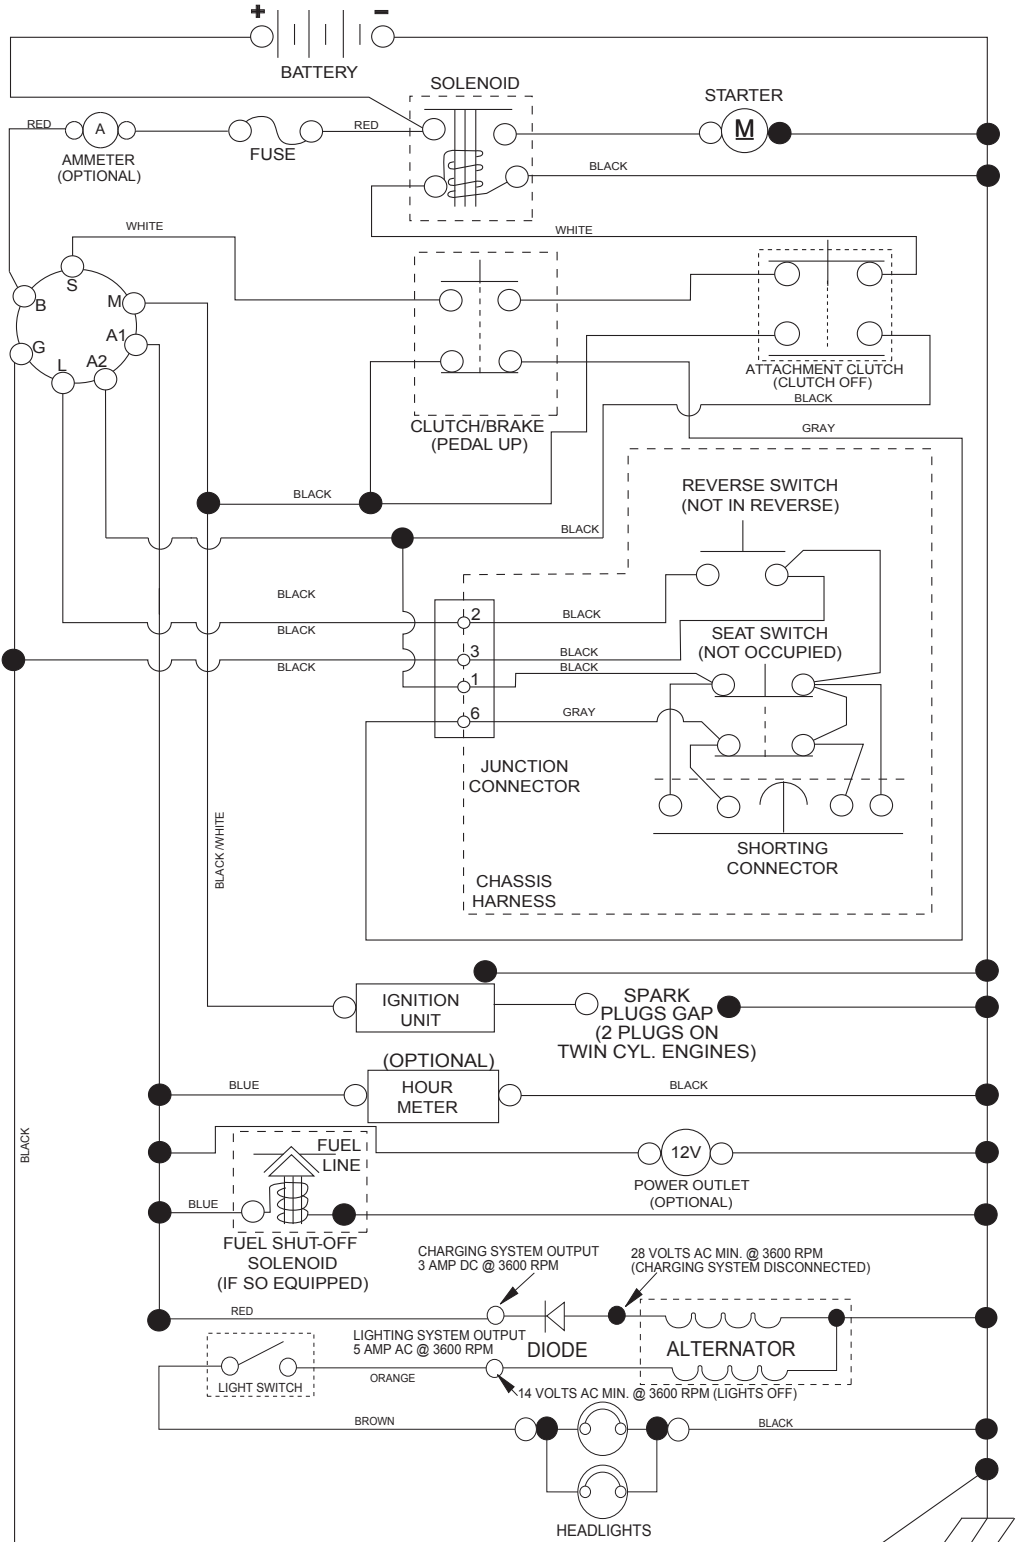 + –
BATTERY
SOLENOID
STARTER
RED
A
RED
M
AMMETER
(OPTIONAL)
FUSE
BLACK
WHITE
WHITE
S
B
M
A1
G
L
A2
ATTACHMENT CLUTCH
(CLUTCH OFF)
BLACK
CLUTCH/BRAKE
(PEDAL UP)
GRAY
BLACK
REVERSE SWITCH
(NOT IN REVERSE)
BLACK
BLACK
2
BLACK
BLACK
SEAT SWITCH
(NOT OCCUPIED)
3
BLACK
BLACK
BLACK
1
6
GRAY
JUNCTION
CONNECTOR
BLACK/WHITE
SHORTING
CONNECTOR
CHASSIS
HARNESS
IGNITION
UNIT
SPARK
PLUGS GAP
(2 PLUGS ON
TWIN CYL. ENGINES)
(OPTIONAL)
BLUE
HOUR
METER
BLACK
BLACK
FUEL
LINE
12V
POWER OUTLET
(OPTIONAL)
BLUE
FUEL SHUT-OFF
SOLENOID
(IF SO EQUIPPED)
CHARGING SYSTEM OUTPUT
3 AMP DC @ 3600 RPM
28 VOLTS AC MIN. @ 3600 RPM
(CHARGING SYSTEM DISCONNECTED)
RED
LIGHTING SYSTEM OUTPUT
5 AMP AC @ 3600 RPM
DIODE
ALTERNATOR
LIGHT SWITCH
ORANGE
14 VOLTS AC MIN. @ 3600 RPM (LIGHTS OFF)
BROWN
BLACK
HEADLIGHTS